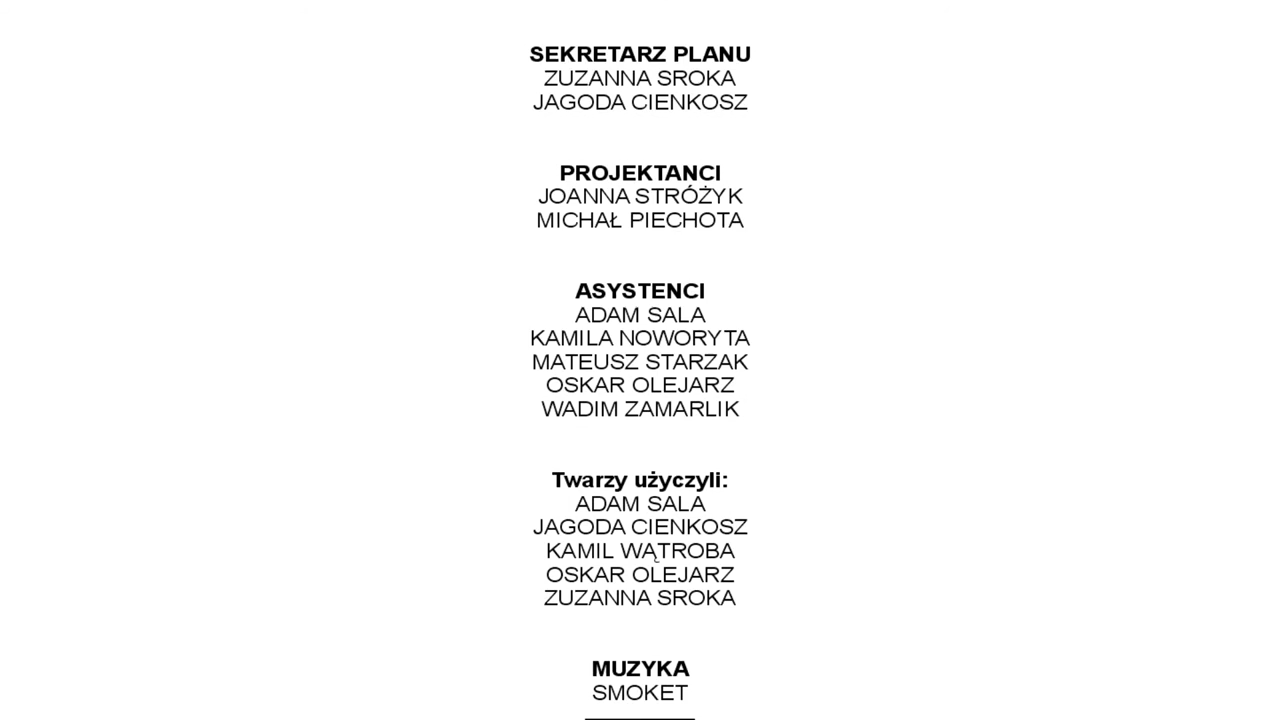 SEKRETARZ PLANU
ZUZANNA SROKA
JAGODA CIENKOSZ
PROJEKTANCI
JOANNA STRÓŻYK
MICHAŁ PIECHOTA
ASYSTENCI
ADAM SALA
KAMILA NOWORYTA
MATEUSZ STARZAK
OSKAR OLEJARZ
WADIM ZAMARLIK
Twarzy użyczyli:
ADAM SALA
JAGODA CIENKOSZ
KAMIL WĄTROBA
OSKAR OLEJARZ
ZUZANNA SROKA
MUZYKA
SMOKET